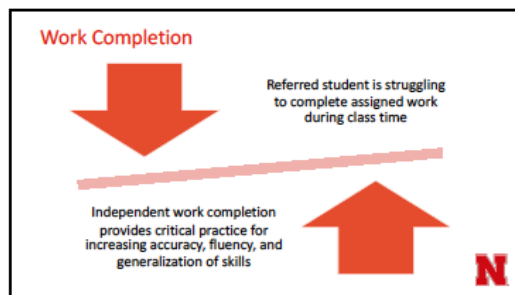 Work Completion
Referred student is struggling
to complete assigned work
during class time
Independent work completion
provides critical practice for
increasing accuracy, fluency, and
generalization of skills
N